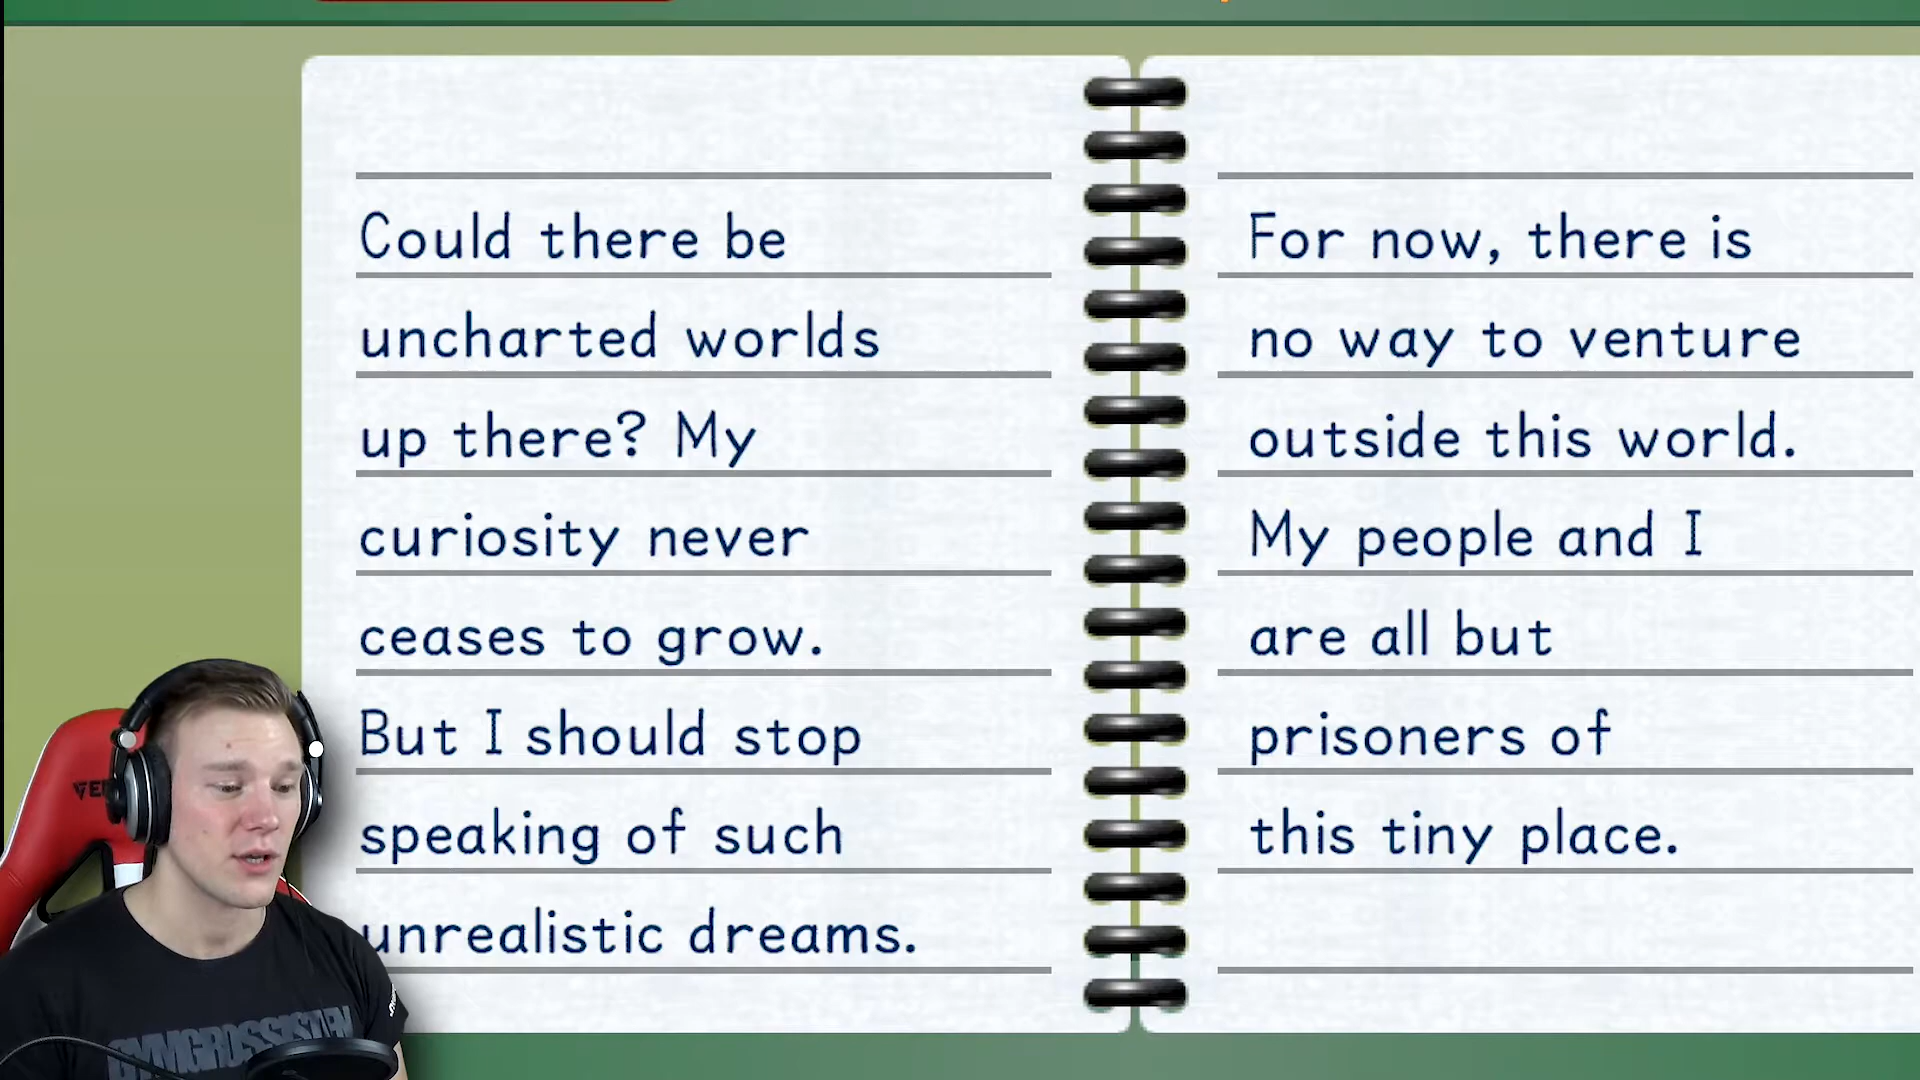 Could there be
uncharted worlds
up there? My
curiosity never
ceases to grow.
But I should stop
speaking of such
unrealistic dreams.
For now, there is
no way to venture
outside this world.
My people and I
are all but
prisoners of
this tiny place.